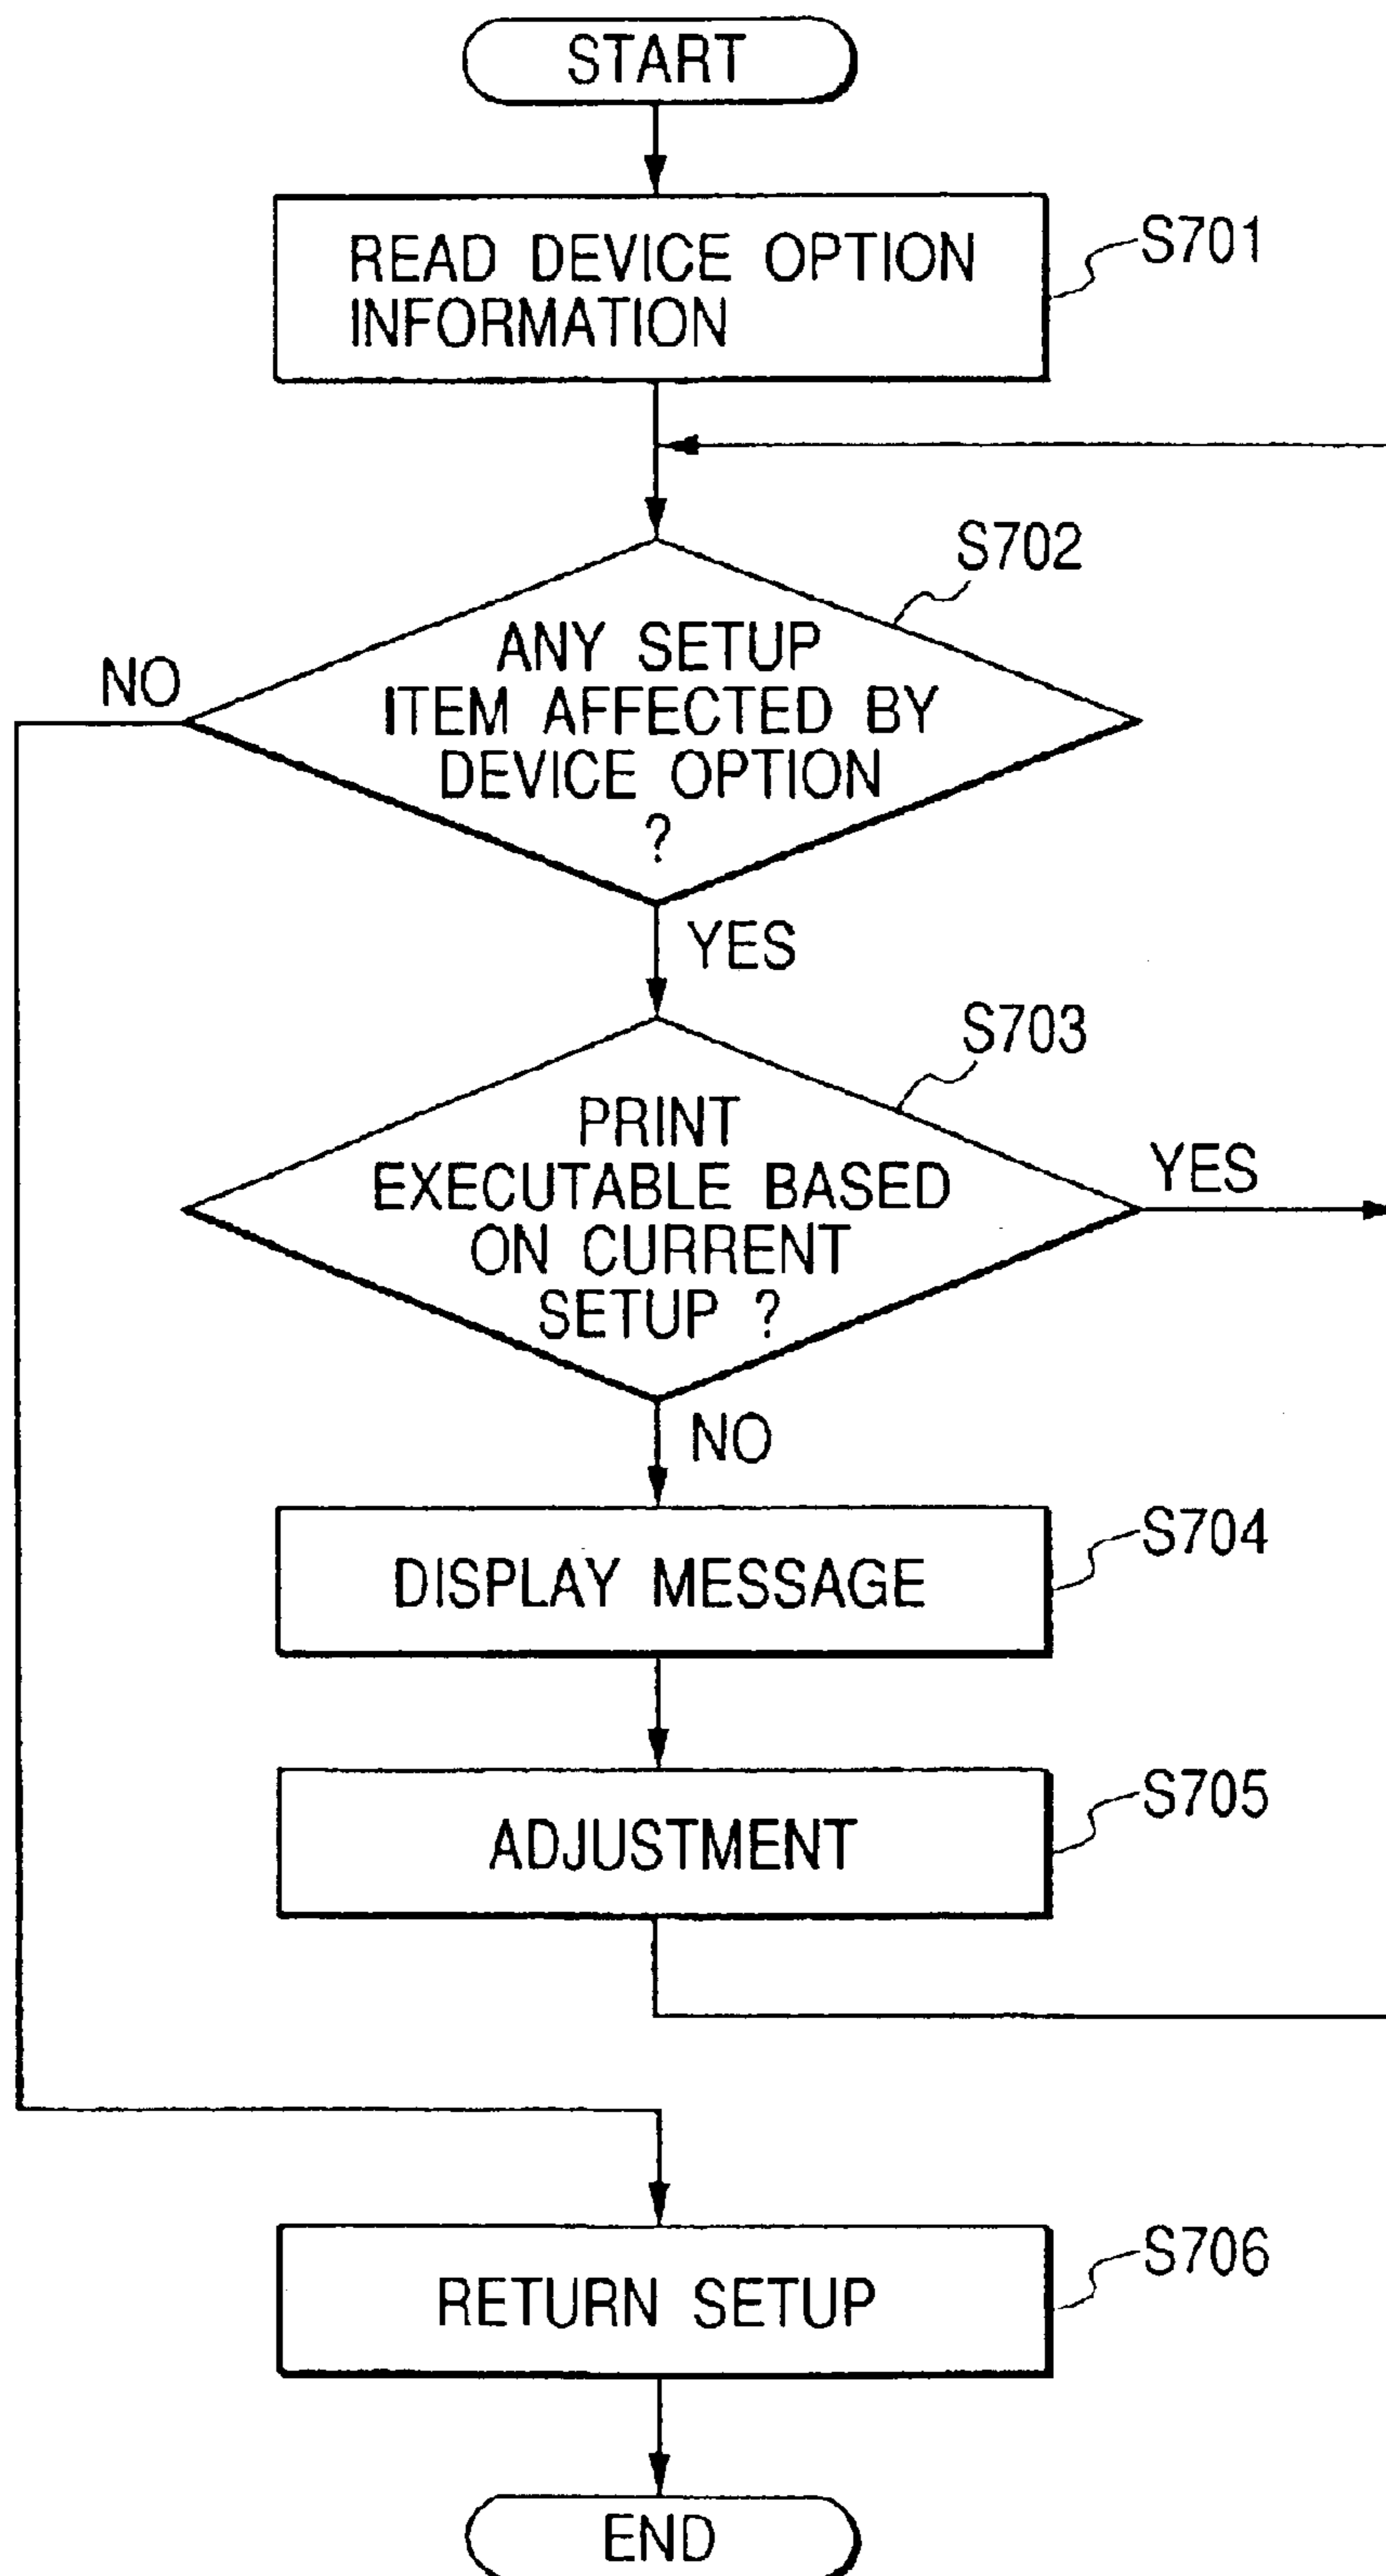 START
READ DEVICE OPTION
INFORMATION
S701
S702
ANY SETUP
ITEM AFFECTED BY
DEVICE OPTION
?
NO
YES
S703
PRINT
EXECUTABLE BASED
ON CURRENT
SETUP ?
YES
NO
DISPLAY MESSAGE
S704
ADJUSTMENT
S705
RETURN SETUP
S706
END